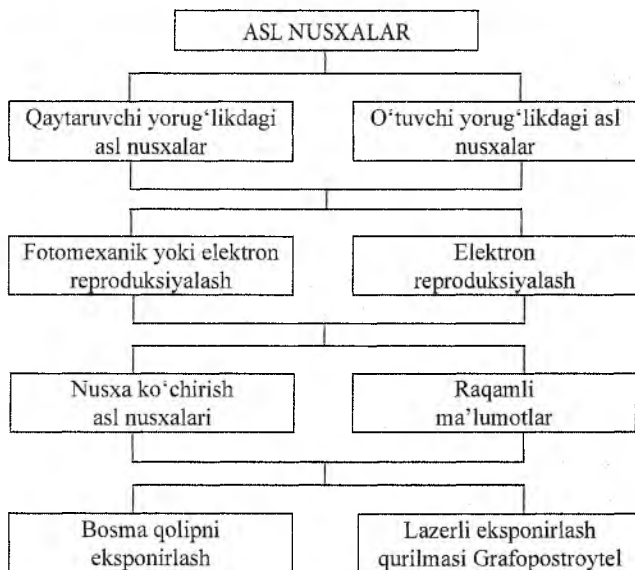 ASL NUSXALAR
Qaytaruvchi yorug‘likdagi
asl nusxalar
O‘tuvchi yorug‘likdagi asl
nusxalar
Fotomexanik yoki elektron
reproduksiyalash
Elektron
reproduksiyalash
Nusxa ko‘chirish
asl nusxalari
Raqamli
ma’lumotlar
Bosma qolipni
eksponirlash
Lazerli eksponirlash
qurilmasi Grafopostroytel